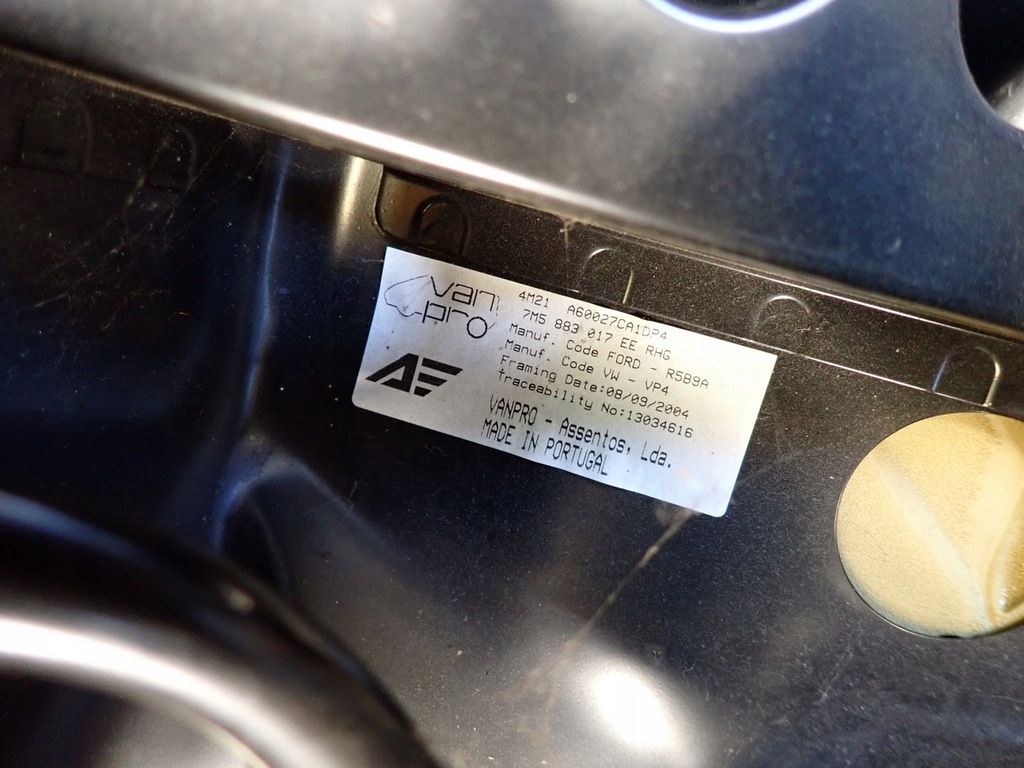 van
pro
AE
4M21 A60027CA1DP4
7M5 883 017 EE RHG
Manuf. Code FORD - R5B9A
Manuf. Code VW - VP4
Framing Date:08/09/2004
Traceability No:13034616
VANPRO - Assentos, Lda.
MADE IN PORTUGAL